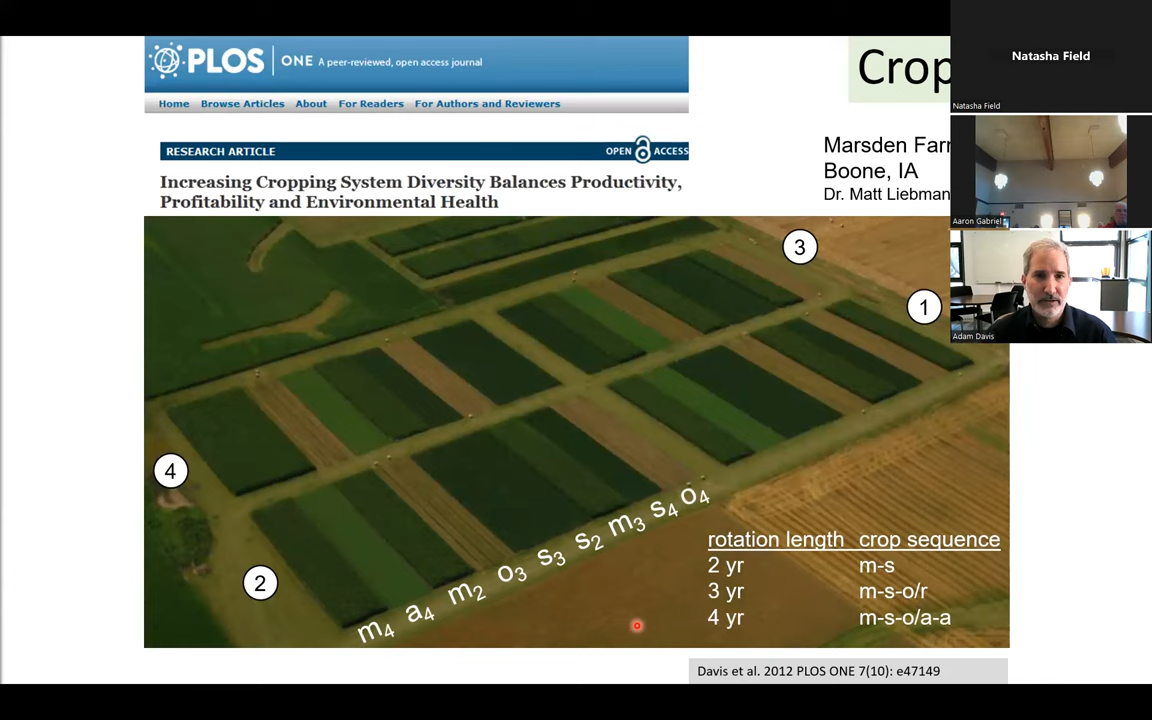 PLOS ONE A peer-reviewed, open access journal
Home Browse Articles About For Readers For Authors and Reviewers
RESEARCH ARTICLE OPEN ACCESS
Increasing Cropping System Diversity Balances Productivity,
Profitability and Environmental Health
Crop
Marsden Farm
Boone, IA
Dr. Matt Liebman
Natasha Field
Natasha Field
Aaron Gabriel
Adam Davis
3
1
4
2
m4 a4 m2 o3 s3 s2 m3 s4 o4
rotation length crop sequence
2 yr m-s
3 yr m-s-o/r
4 yr m-s-o/a-a
Davis et al. 2012 PLOS ONE 7(10): e47149